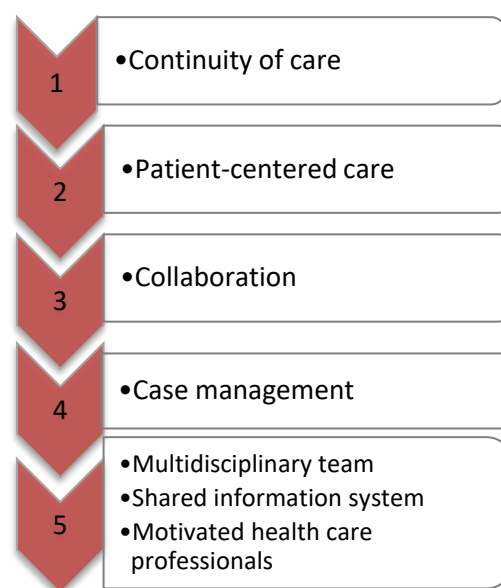 1
•Continuity of care
2
•Patient-centered care
3
•Collaboration
4
•Case management
5
•Multidisciplinary team
•Shared information system
•Motivated health care
professionals